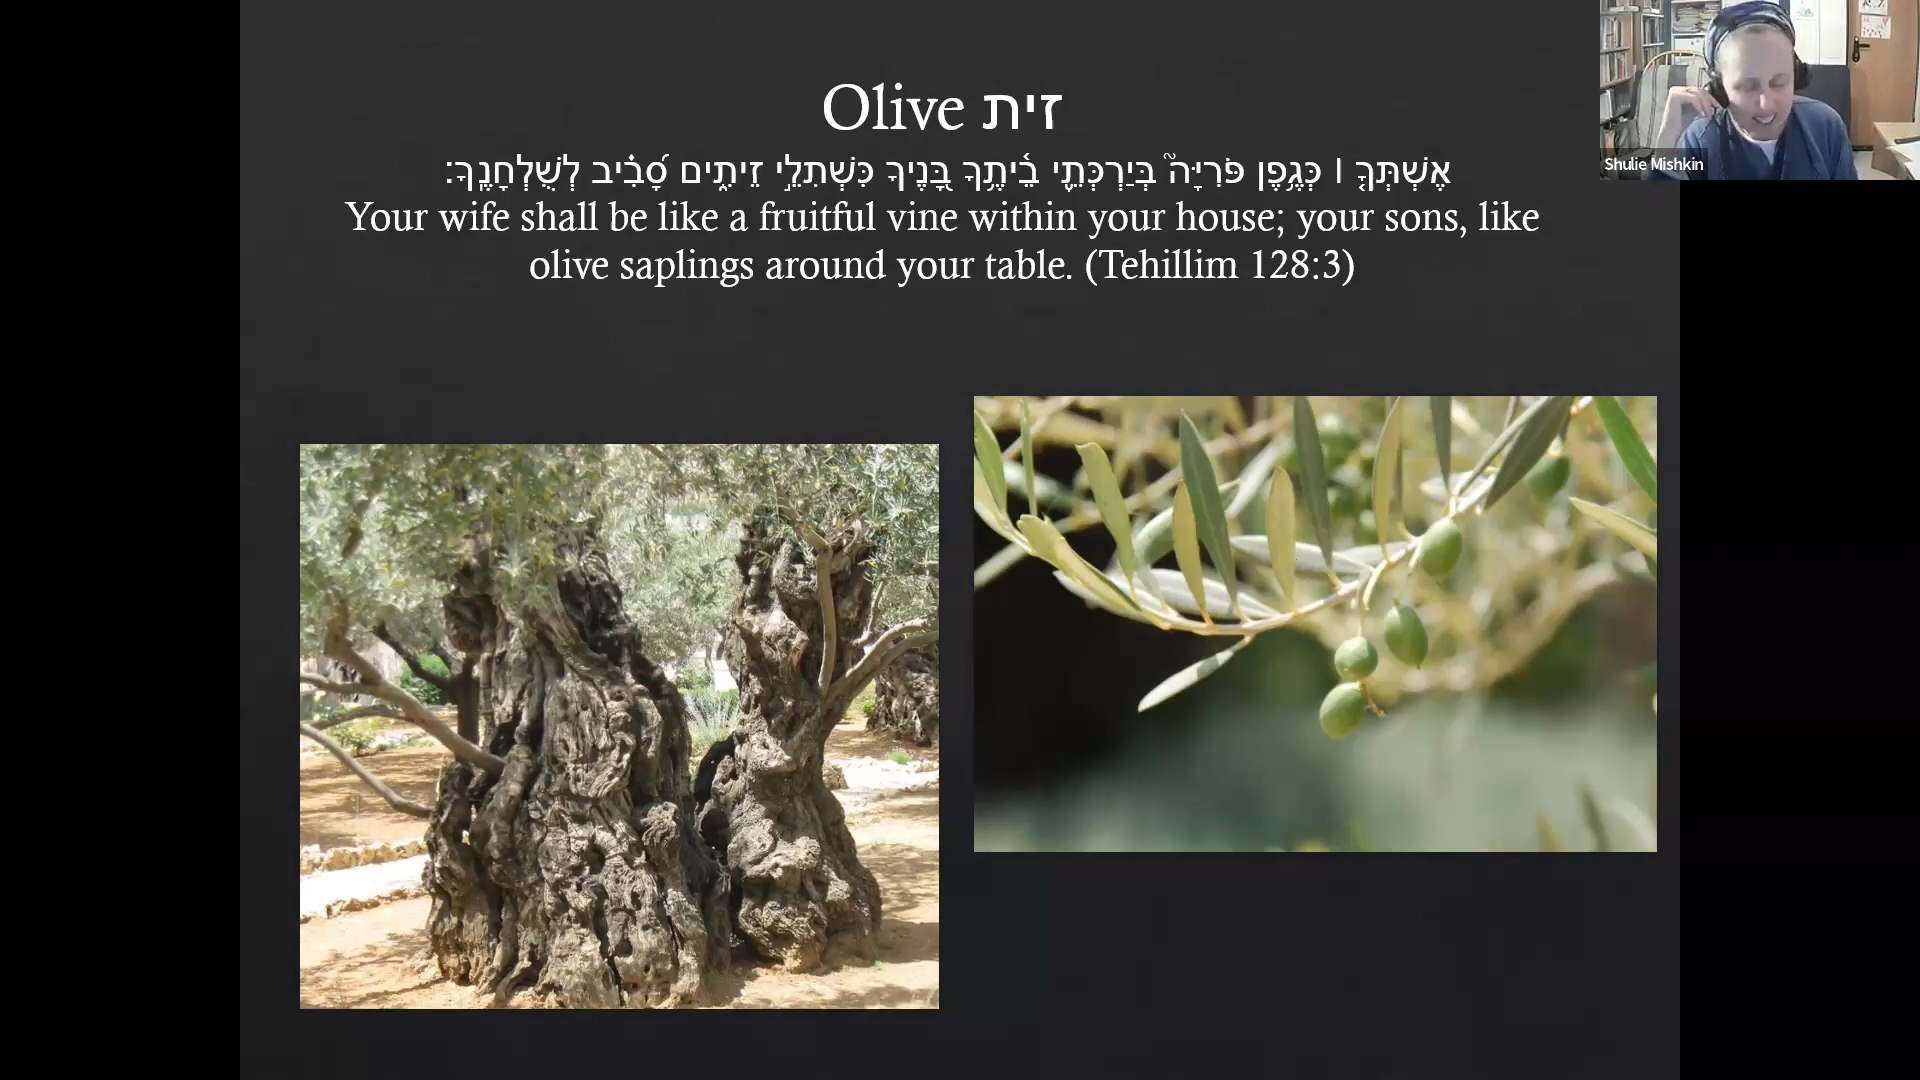 Olive זית
אֶשְׁתְּךָ֤ ׀ כְּגֶ֥פֶן פֹּרִיָּה֮ בְּיַרְכְּתֵ֢י בֵ֫יתֶ֥ךָ בָּ֭נֶיךָ כִּשְׁתִלֵ֣י זֵיתִ֑ים סָ֝בִ֗יב לְשֻׁלְחָנֶֽךָ׃
Your wife shall be like a fruitful vine within your house; your sons, like
olive saplings around your table. (Tehillim 128:3)
Shulie Mishkin